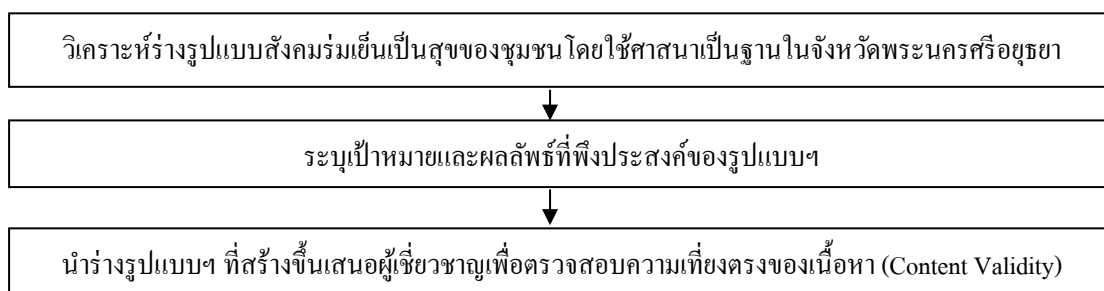 วิเคราะห์ร่างรูปแบบสังคมร่มเย็นเป็นสุขของชุมชนโดยใช้ศาสนาเป็นฐานในจังหวัดพระนครศรีอยุธยา
ระบุเป้าหมายและผลลัพธ์ที่พึงประสงค์ของรูปแบบฯ
นำร่างรูปแบบฯ ที่สร้างขึ้นเสนอผู้เชี่ยวชาญเพื่อตรวจสอบความเที่ยงตรงของเนื้อหา (Content Validity)